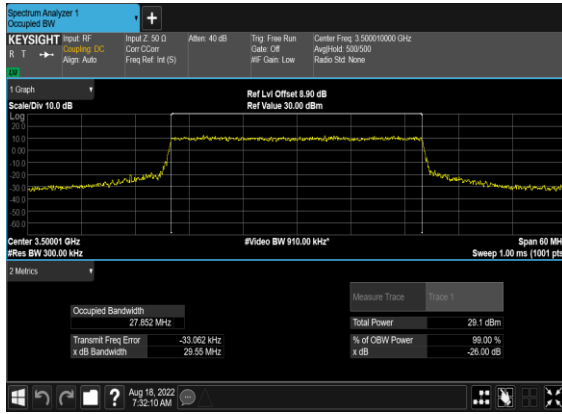 Spectrum Analyzer 1
Occupied BW
+
KEYSIGHT
R T
LXI
Input: RF
Coupling: DC
Align: Auto
Input Z: 50 Ω
Corr CCorr
Freq Ref: Int (S)
Atten: 40 dB
Trig: Free Run
Gate: Off
#IF Gain: Low
Center Freq: 3.500010000 GHz
Avg|Hold: 500/500
Radio Std: None
1 Graph
Scale/Div 10.0 dB
Ref Lvl Offset 8.90 dB
Ref Value 30.00 dBm
Log
20.0
10.0
0.00
-10.0
-20.0
-30.0
-40.0
-50.0
-60.0
Center 3.50001 GHz
#Res BW 300.00 kHz
#Video BW 910.00 kHz*
Span 60 MH
Sweep 1.00 ms (1001 pts
2 Metrics
Measure Trace Trace 1
Occupied Bandwidth
27.852 MHz
Total Power 29.1 dBm
Transmit Freq Error -33.062 kHz
% of OBW Power 99.00 %
x dB Bandwidth 29.55 MHz
x dB -26.00 dB
?
Aug 18, 2022
7:32:10 AM